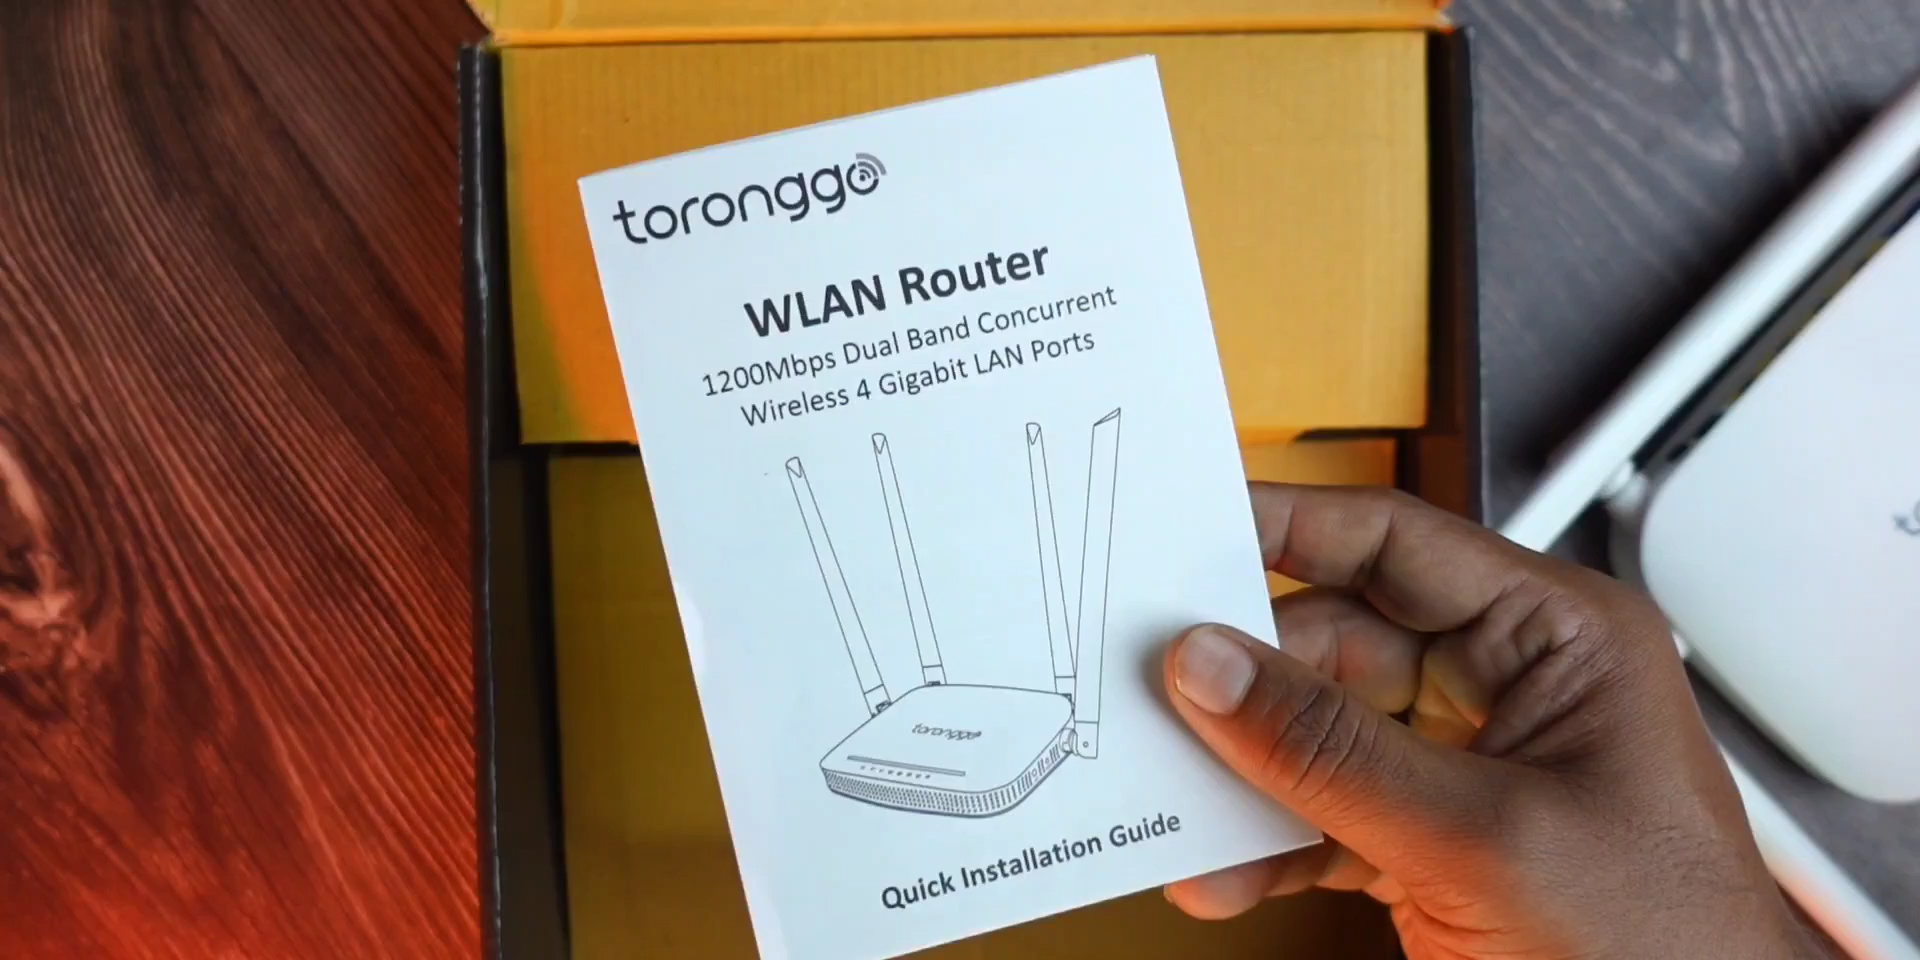 toronggo
WLAN Router
1200Mbps Dual Band Concurrent
Wireless 4 Gigabit LAN Ports
toronggo
Quick Installation Guide